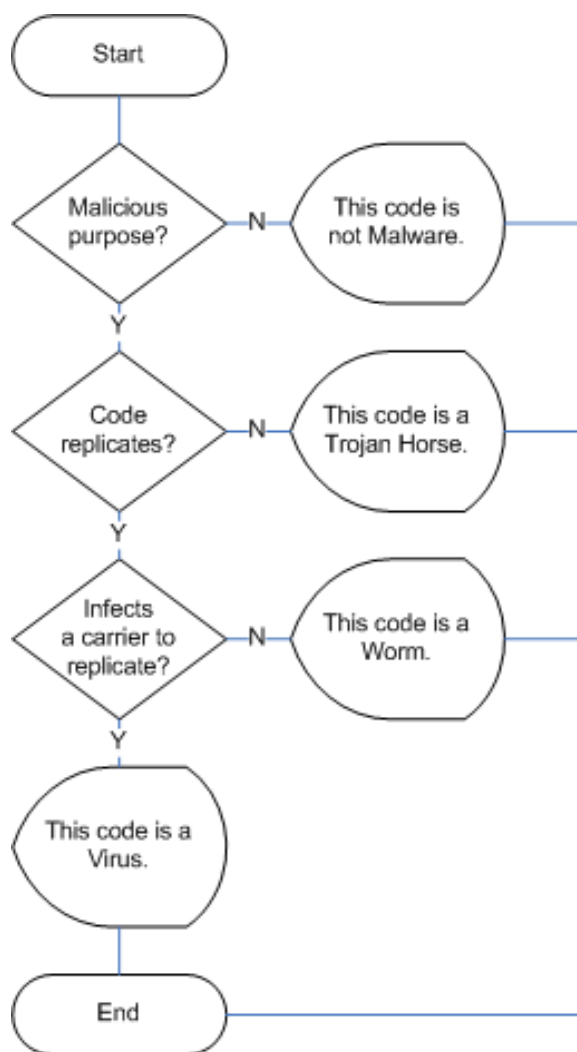 Start
Malicious
purpose?
N
This code is
not Malware.
Y
Code
replicates?
N
This code is a
Trojan Horse.
Y
Infects
a carrier to
replicate?
N
This code is a
Worm.
Y
This code is a
Virus.
End